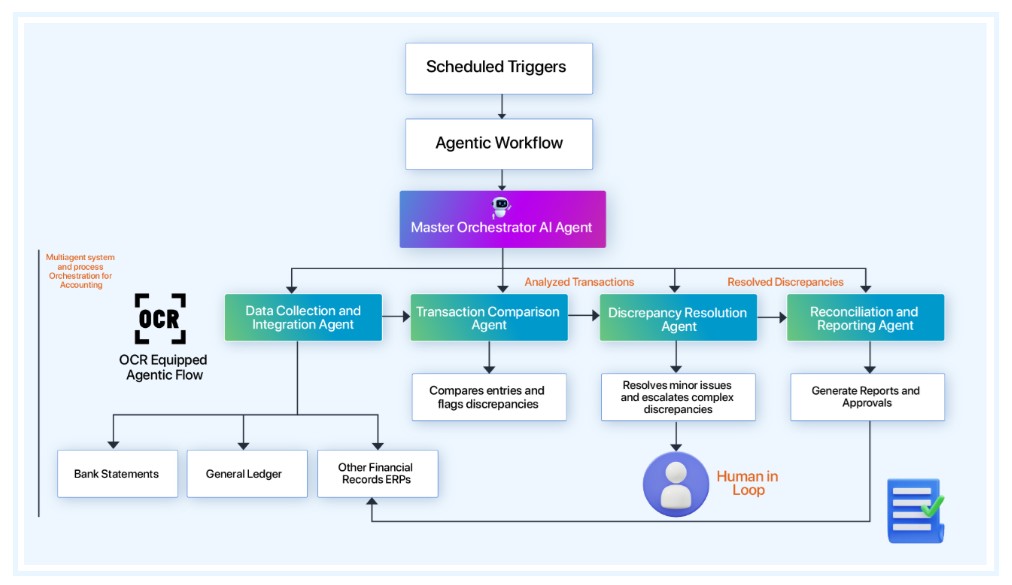 Scheduled Triggers
Agentic Workflow
Master Orchestrator AI Agent
Multiagent system
and process
Orchestration for
Accounting
Analyzed Transactions
Resolved Discrepancies
OCR
OCR Equipped
Agentic Flow
Data Collection and
Integration Agent
Transaction Comparison
Agent
Discrepancy Resolution
Agent
Reconciliation and
Reporting Agent
Compares entries and
flags discrepancies
Resolves minor issues
and escalates complex
discrepancies
Generate Reports and
Approvals
Bank Statements
General Ledger
Other Financial
Records ERPs
Human in
Loop